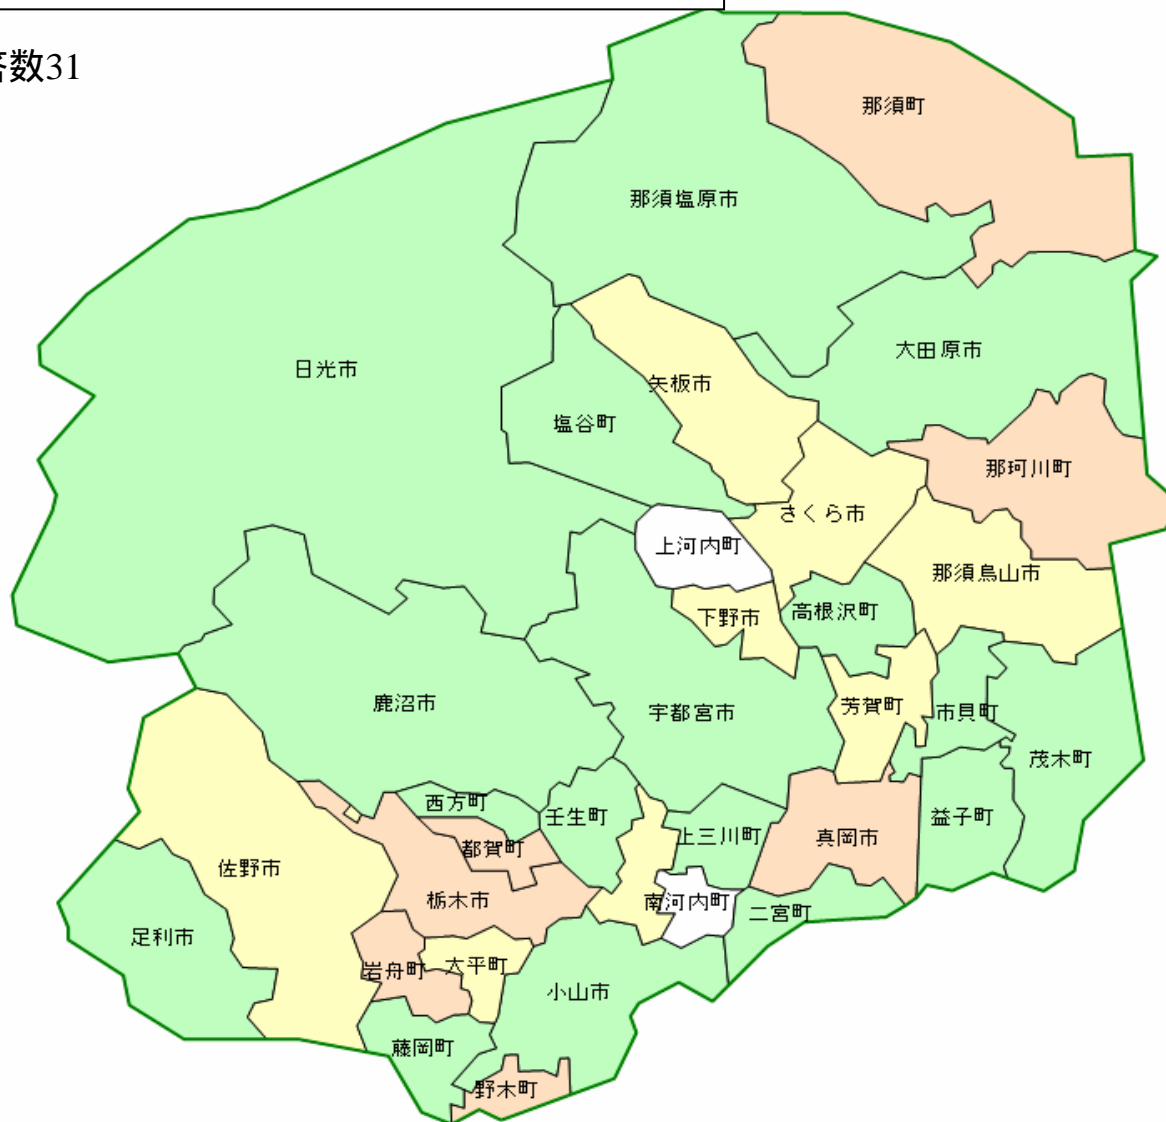 答数31
那須町
那須塩原市
大田原市
日光市
矢板市
塩谷町
那珂川町
さくら市
上河内町
那須烏山市
下野市
高根沢町
鹿沼市
宇都宮市
芳賀町
市貝町
茂木町
西方町
壬生町
上三川町
真岡市
益子町
都賀町
佐野市
栃木市
南河内町
二宮町
足利市
岩舟町
大平町
小山市
藤岡町
野木町